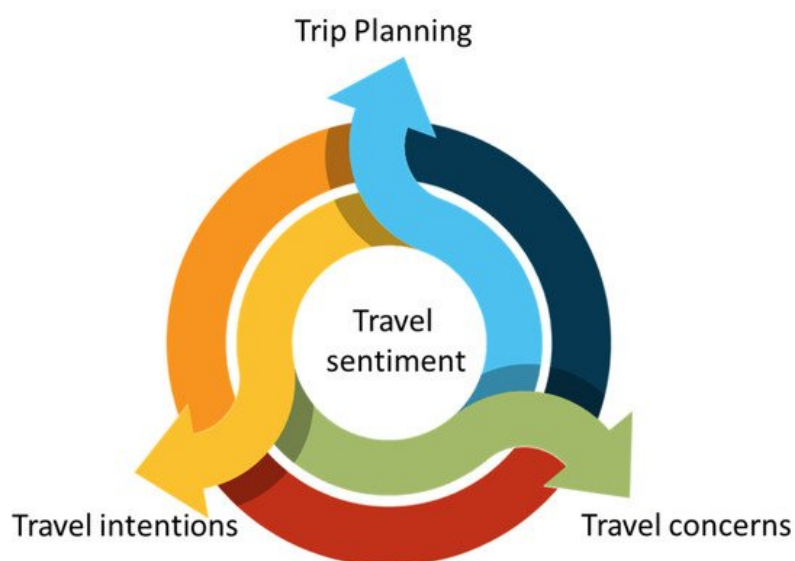 Trip Planning
Travel
sentiment
Travel intentions
Travel concerns